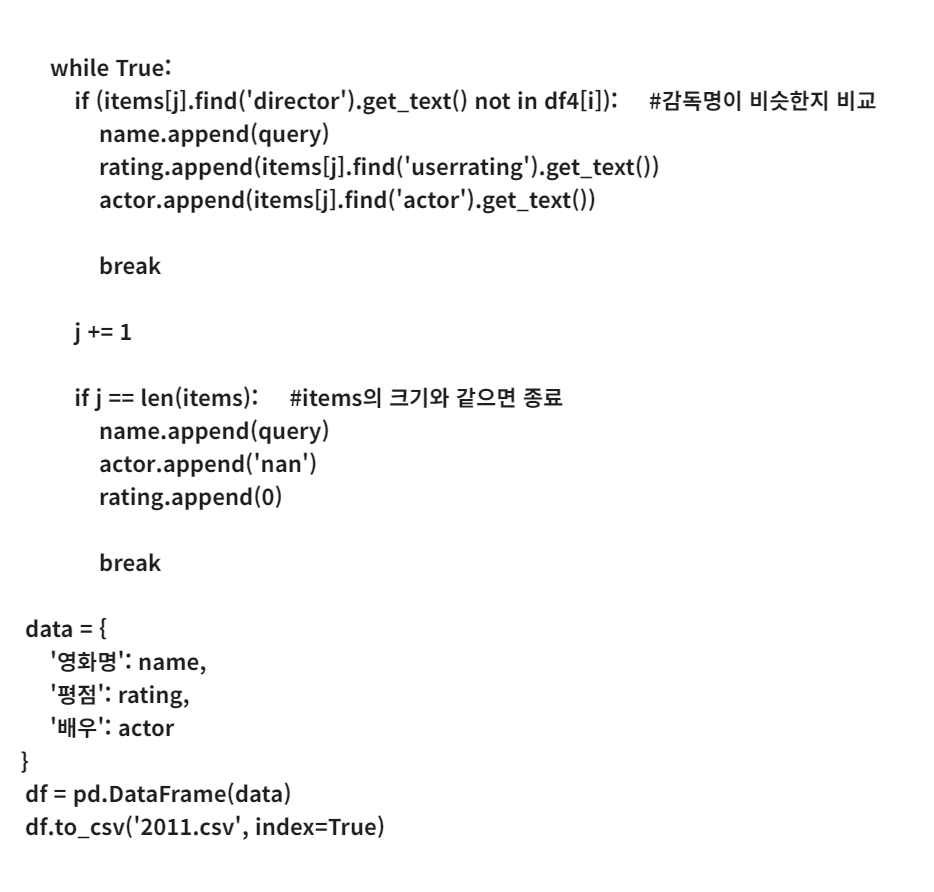 while True:
if (items[j].find('director').get_text() not in df4[i]): #감독명이 비슷한지 비교
name.append(query)
rating.append(items[j].find('userrating').get_text())
actor.append(items[j].find('actor').get_text())
break
j += 1
if j == len(items): #items의 크기와 같으면 종료
name.append(query)
actor.append('nan')
rating.append(0)
break
data = {
'영화명': name,
'평점': rating,
'배우': actor
}
df = pd.DataFrame(data)
df.to_csv('2011.csv', index=True)